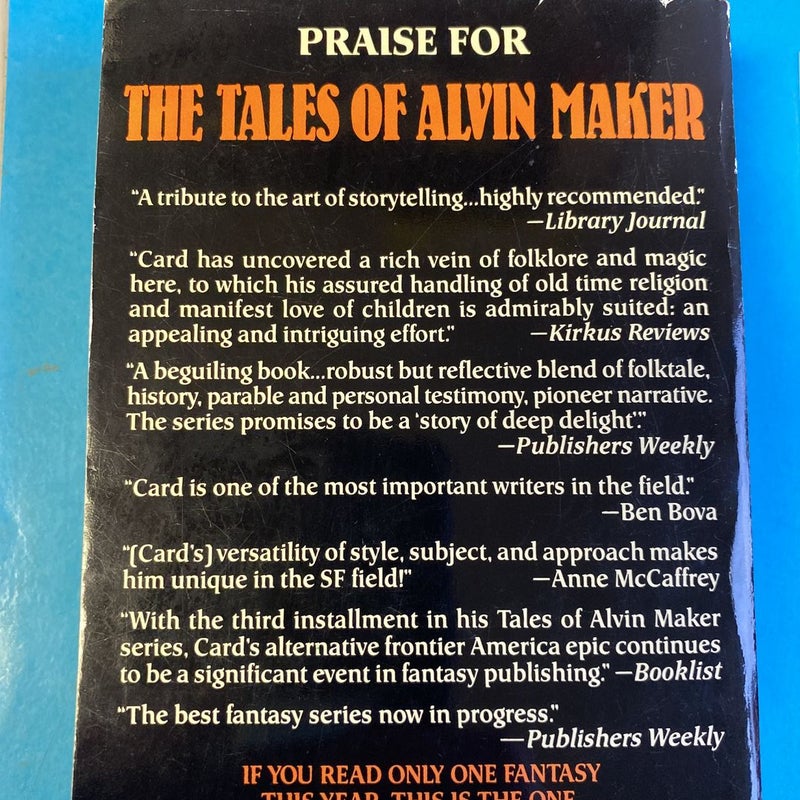 PRAISE FOR
THE TALES OF ALVIN MAKER
"A tribute to the art of storytelling...highly recommended."
—Library Journal
"Card has uncovered a rich vein of folklore and magic
here, to which his assured handling of old time religion
and manifest love of children is admirably suited: an
appealing and intriguing effort." —Kirkus Reviews
"A beguiling book...robust but reflective blend of folktale,
history, parable and personal testimony, pioneer narrative.
The series promises to be a 'story of deep delight'."
—Publishers Weekly
"Card is one of the most important writers in the field."
—Ben Bova
"[Card's] versatility of style, subject, and approach makes
him unique in the SF field!" —Anne McCaffrey
"With the third installment in his Tales of Alvin Maker
series, Card's alternative frontier America epic continues
to be a significant event in fantasy publishing." —Booklist
"The best fantasy series now in progress."
—Publishers Weekly
IF YOU READ ONLY ONE FANTASY
THIS YEAR, THIS IS THE ONE